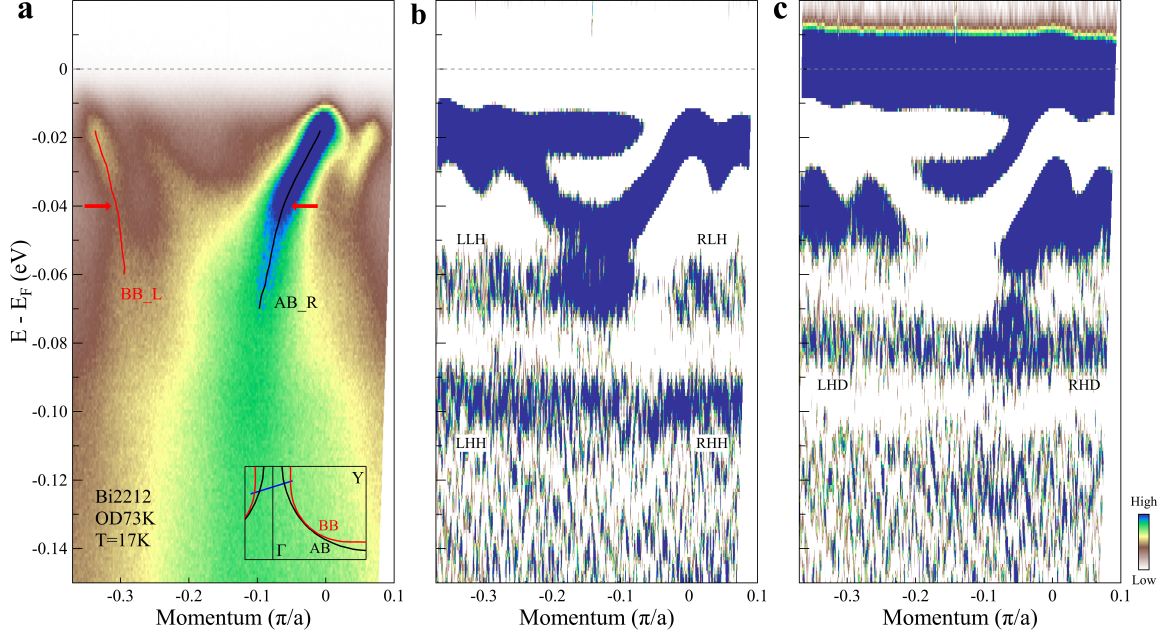 a
b
c
E - E_F (eV)
0
-0.02
-0.04
-0.06
-0.08
-0.10
-0.12
-0.14
BB_L
AB_R
Bi2212
OD73K
T=17K
Y
BB
AB
Γ
-0.3
-0.2
-0.1
0
0.1
Momentum (π/a)
LLH
RLH
LHH
RHH
-0.3
-0.2
-0.1
0
0.1
Momentum (π/a)
LHD
RHD
-0.3
-0.2
-0.1
0
0.1
Momentum (π/a)
High
Low